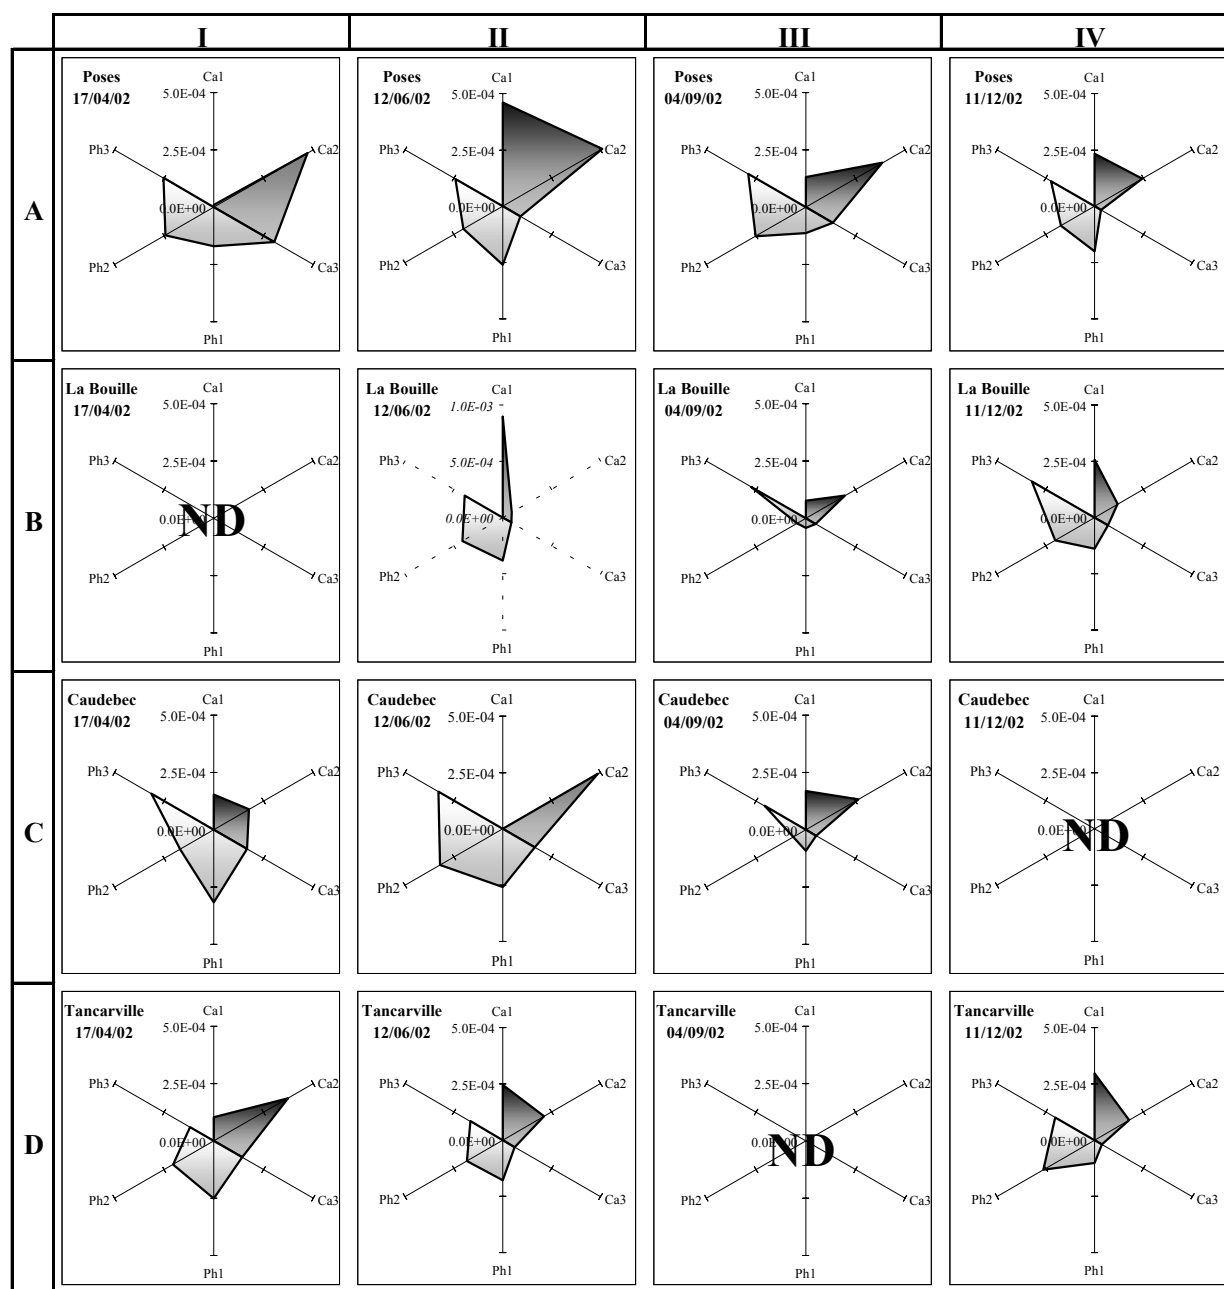 I II III IV
A
Poses
17/04/02
Ca1
5.0E-04
2.5E-04
0.0E+00
Ph3
Ca2
Ph2
Ca3
Ph1
Poses
12/06/02
Ca1
5.0E-04
2.5E-04
0.0E+00
Ph3
Ca2
Ph2
Ca3
Ph1
Poses
04/09/02
Ca1
5.0E-04
2.5E-04
0.0E+00
Ph3
Ca2
Ph2
Ca3
Ph1
Poses
11/12/02
Ca1
5.0E-04
2.5E-04
0.0E+00
Ph3
Ca2
Ph2
Ca3
Ph1
B
La Bouille
17/04/02
Ca1
5.0E-04
2.5E-04
0.0E+00
ND
Ph3
Ca2
Ph2
Ca3
Ph1
La Bouille
12/06/02
Ca1
1.0E-03
5.0E-04
0.0E+00
Ph3
Ca2
Ph2
Ca3
Ph1
La Bouille
04/09/02
Ca1
5.0E-04
2.5E-04
0.0E+00
Ph3
Ca2
Ph2
Ca3
Ph1
La Bouille
11/12/02
Ca1
5.0E-04
2.5E-04
0.0E+00
Ph3
Ca2
Ph2
Ca3
Ph1
C
Caudebec
17/04/02
Ca1
5.0E-04
2.5E-04
0.0E+00
Ph3
Ca2
Ph2
Ca3
Ph1
Caudebec
12/06/02
Ca1
5.0E-04
2.5E-04
0.0E+00
Ph3
Ca2
Ph2
Ca3
Ph1
Caudebec
04/09/02
Ca1
5.0E-04
2.5E-04
0.0E+00
Ph3
Ca2
Ph2
Ca3
Ph1
Caudebec
11/12/02
Ca1
5.0E-04
2.5E-04
0.0E+00
ND
Ph3
Ca2
Ph2
Ca3
Ph1
D
Tancarville
17/04/02
Ca1
5.0E-04
2.5E-04
0.0E+00
Ph3
Ca2
Ph2
Ca3
Ph1
Tancarville
12/06/02
Ca1
5.0E-04
2.5E-04
0.0E+00
Ph3
Ca2
Ph2
Ca3
Ph1
Tancarville
04/09/02
Ca1
5.0E-04
2.5E-04
0.0E+00
ND
Ph3
Ca2
Ph2
Ca3
Ph1
Tancarville
11/12/02
Ca1
5.0E-04
2.5E-04
0.0E+00
Ph3
Ca2
Ph2
Ca3
Ph1